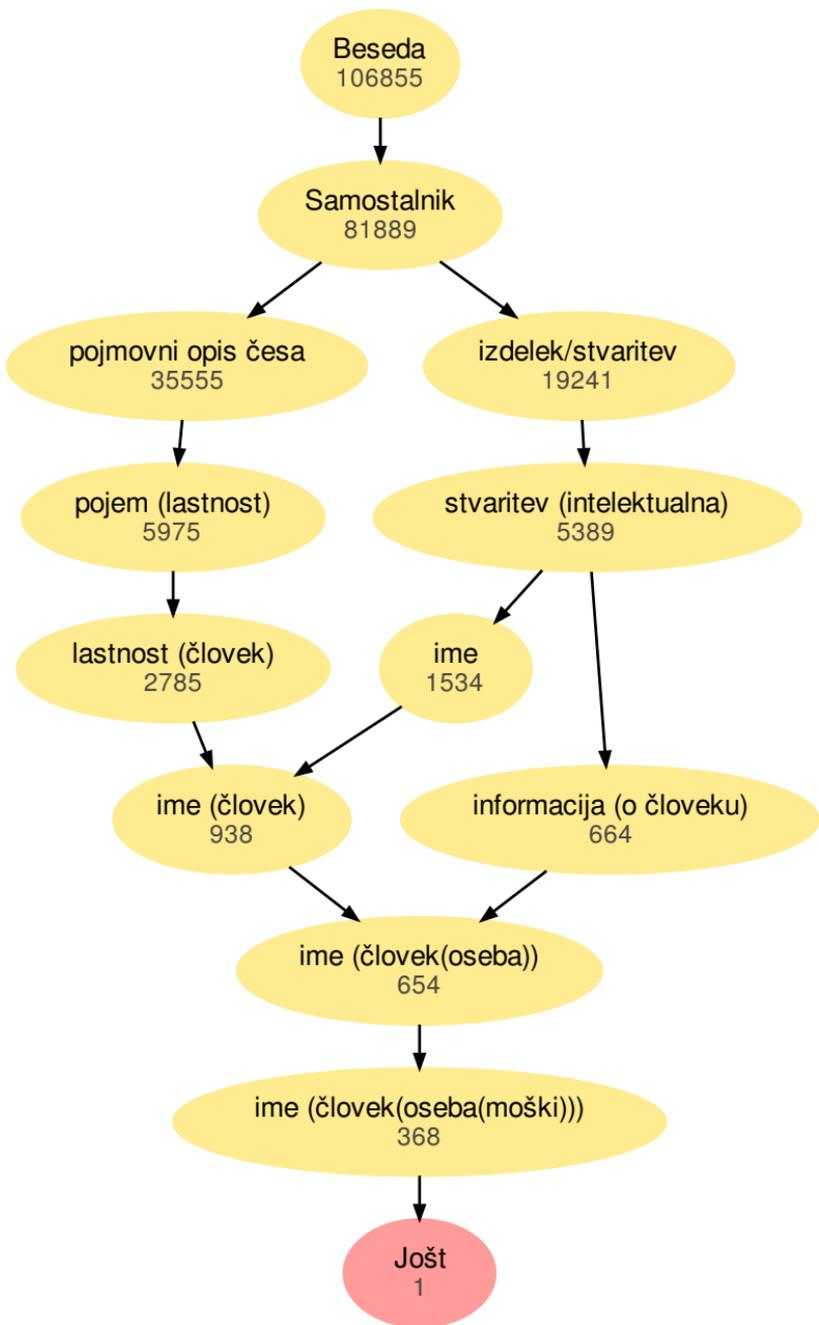 Beseda
106855
Samostalnik
81889
pojmovni opis česa
35555
izdelek/stvaritev
19241
pojem (lastnost)
5975
stvaritev (intelektualna)
5389
lastnost (človek)
2785
ime
1534
ime (človek)
938
informacija (o človeku)
664
ime (človek(oseba))
654
ime (človek(oseba(moški)))
368
Jošt
1